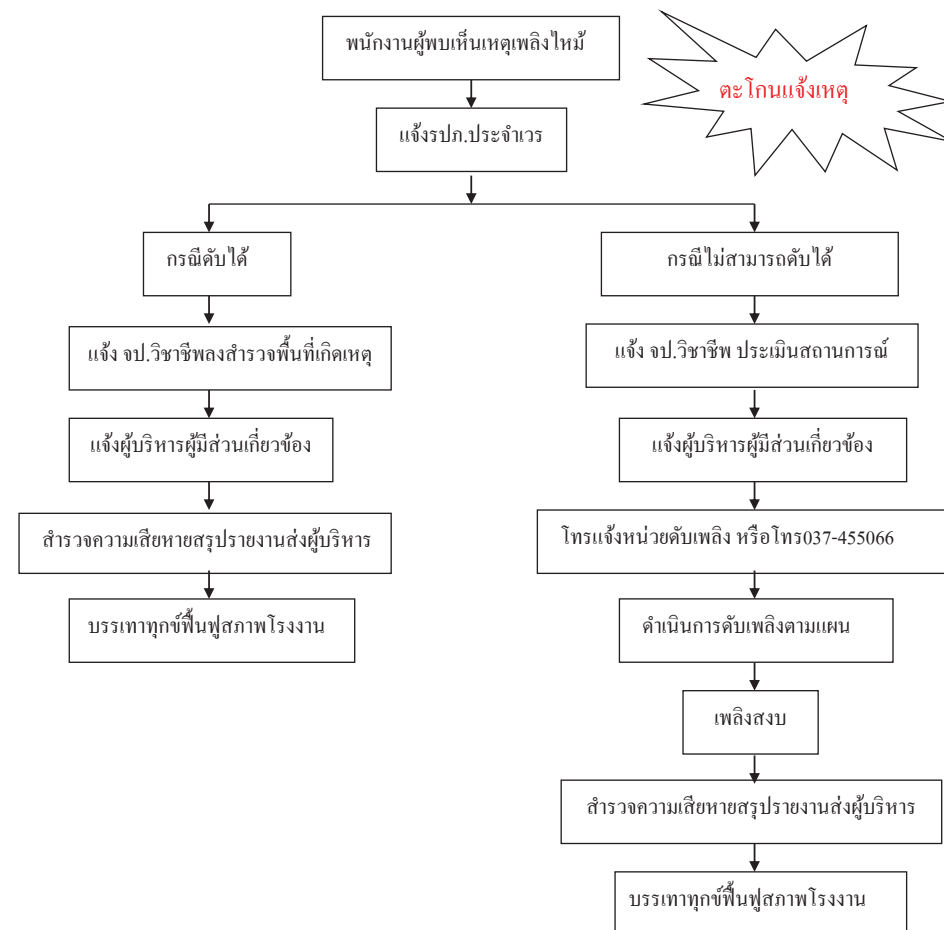 พนักงานผู้พบเห็นเหตุเพลิงไหม้
ตะโกนแจ้งเหตุ
แจ้งรปภ.ประจำเวร
กรณีดับได้
กรณีไม่สามารถดับได้
แจ้ง จป.วิชาชีพลงสำรวจพื้นที่เกิดเหตุ
แจ้ง จป.วิชาชีพ ประเมินสถานการณ์
แจ้งผู้บริหารผู้มีส่วนเกี่ยวข้อง
แจ้งผู้บริหารผู้มีส่วนเกี่ยวข้อง
สำรวจความเสียหายสรุปรายงานส่งผู้บริหาร
โทรแจ้งหน่วยดับเพลิง หรือโทร037-455066
บรรเทาทุกข์ฟื้นฟูสภาพโรงงาน
ดำเนินการดับเพลิงตามแผน
เพลิงสงบ
สำรวจความเสียหายสรุปรายงานส่งผู้บริหาร
บรรเทาทุกข์ฟื้นฟูสภาพโรงงาน